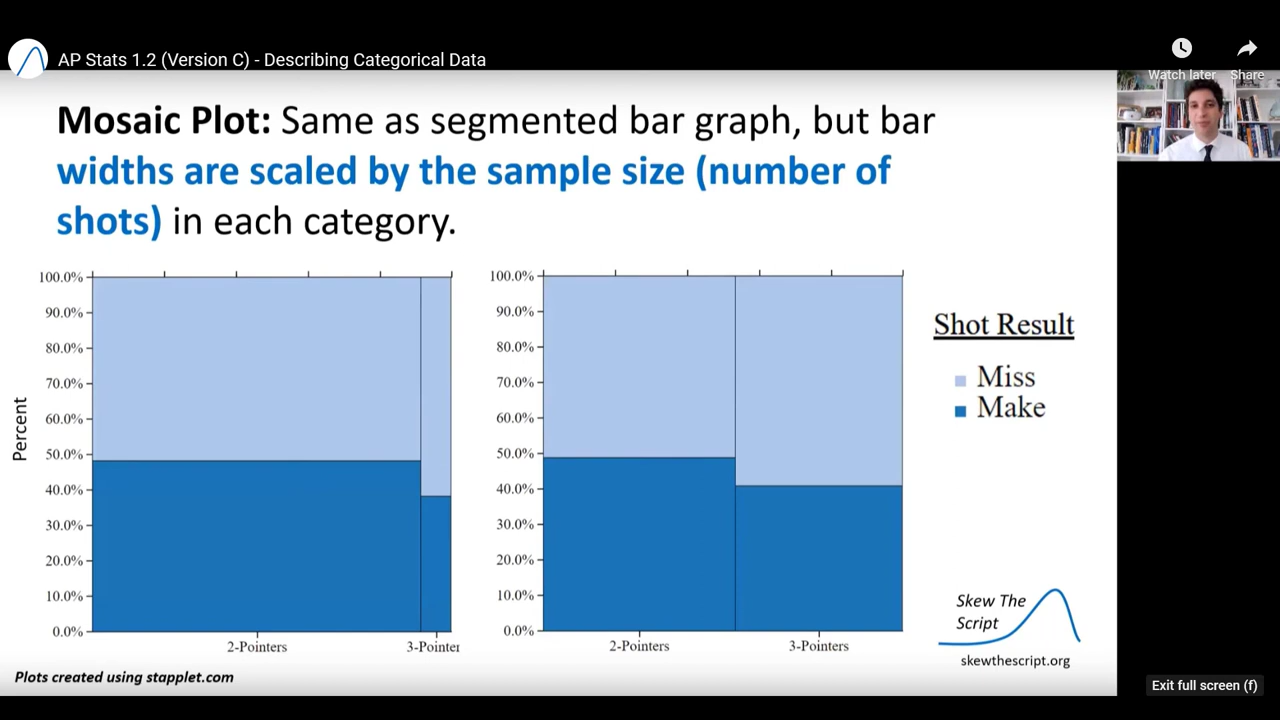 AP Stats 1.2 (Version C) - Describing Categorical Data
Watch later
Share
Mosaic Plot: Same as segmented bar graph, but bar
widths are scaled by the sample size (number of
shots) in each category.
Percent
100.0%
90.0%
80.0%
70.0%
60.0%
50.0%
40.0%
30.0%
20.0%
10.0%
0.0%
2-Pointers
3-Pointer
100.0%
90.0%
80.0%
70.0%
60.0%
50.0%
40.0%
30.0%
20.0%
10.0%
0.0%
2-Pointers
3-Pointers
Shot Result
Miss
Make
Skew The
Script
skewthescript.org
Plots created using stapplet.com
Exit full screen (f)